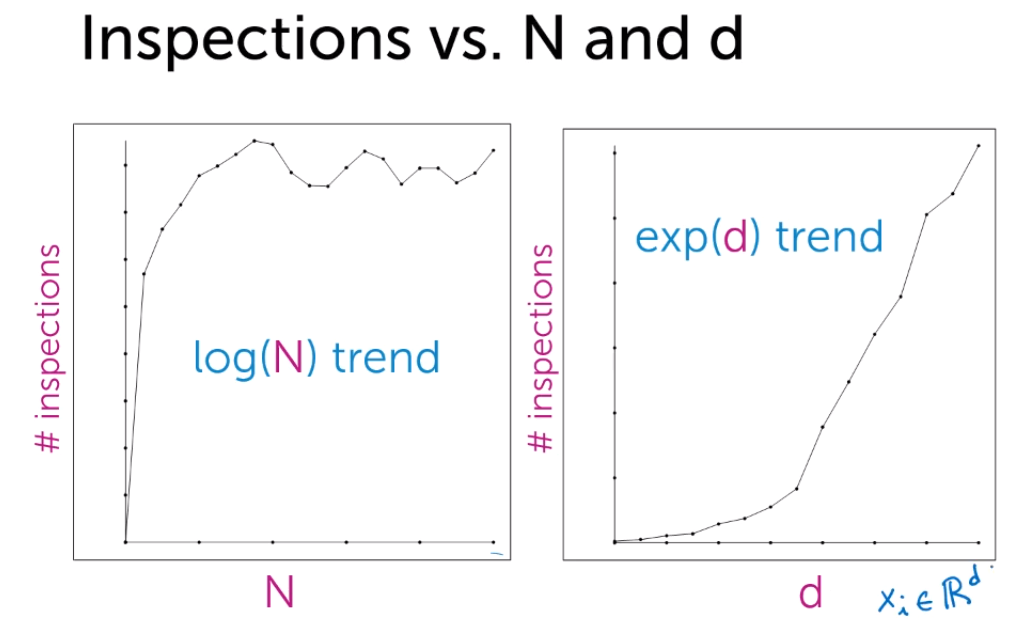 Inspections vs. N and d
# inspections
log(N) trend
N
# inspections
exp(d) trend
d
xᵢ ∈ ℝᵈ